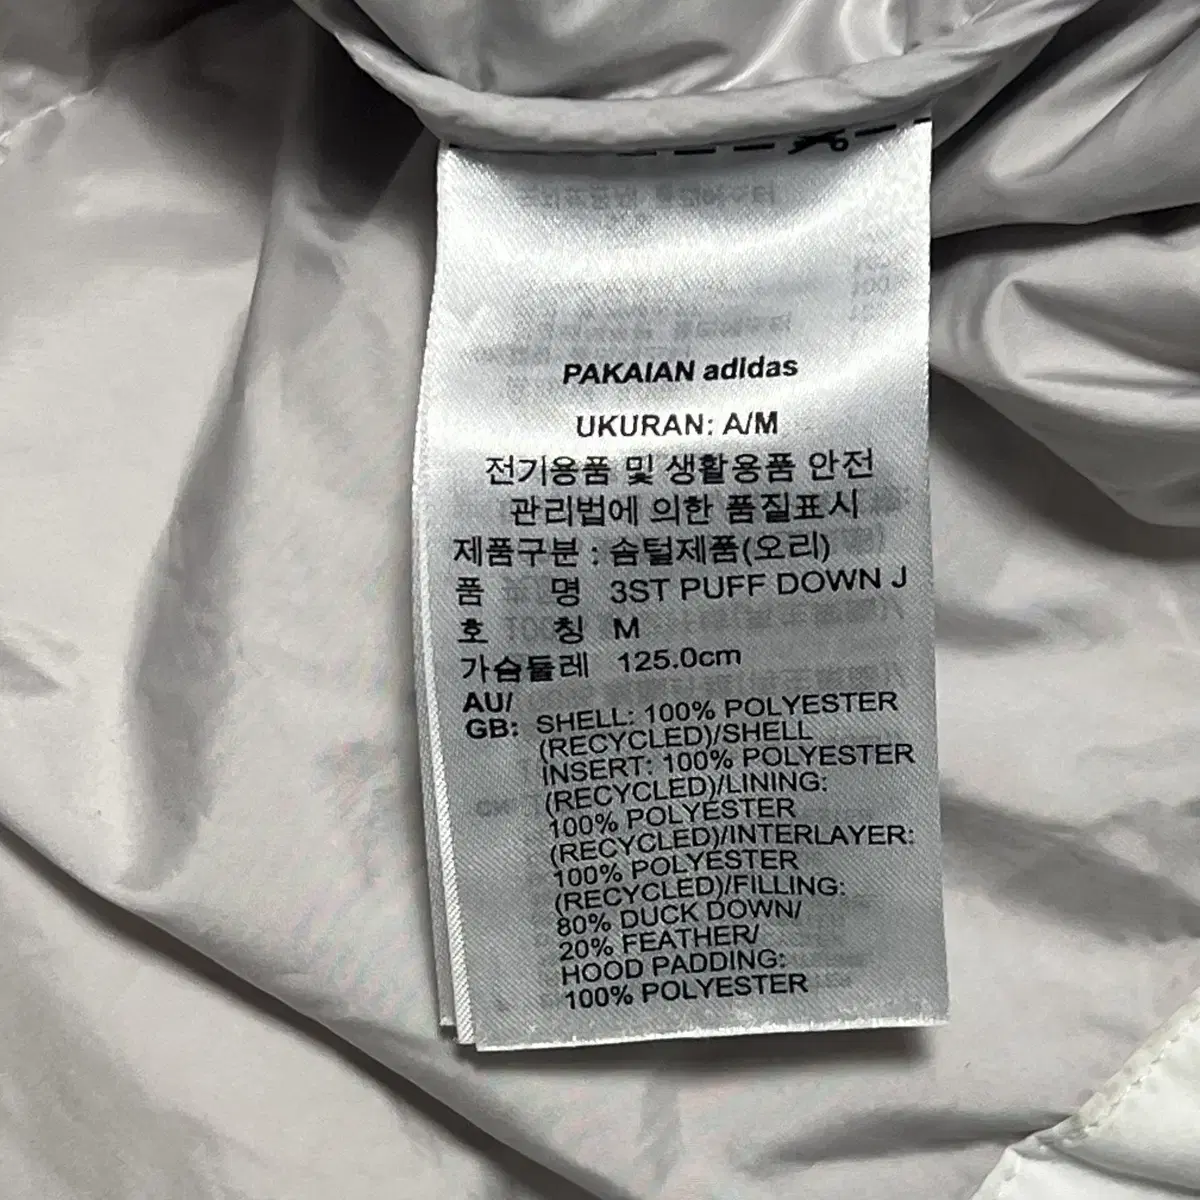 PAKAIAN adidas
UKURAN: A/M
전기용품 및 생활용품 안전
관리법에 의한 품질표시
제품구분 : 솜털제품(오리)
품 명 3ST PUFF DOWN J
호 칭 M
가슴둘레 125.0cm
AU/
GB: SHELL: 100% POLYESTER
(RECYCLED)/SHELL
INSERT: 100% POLYESTER
(RECYCLED)/LINING:
100% POLYESTER
(RECYCLED)/INTERLAYER:
100% POLYESTER
(RECYCLED)/FILLING:
80% DUCK DOWN/
20% FEATHER/
HOOD PADDING:
100% POLYESTER